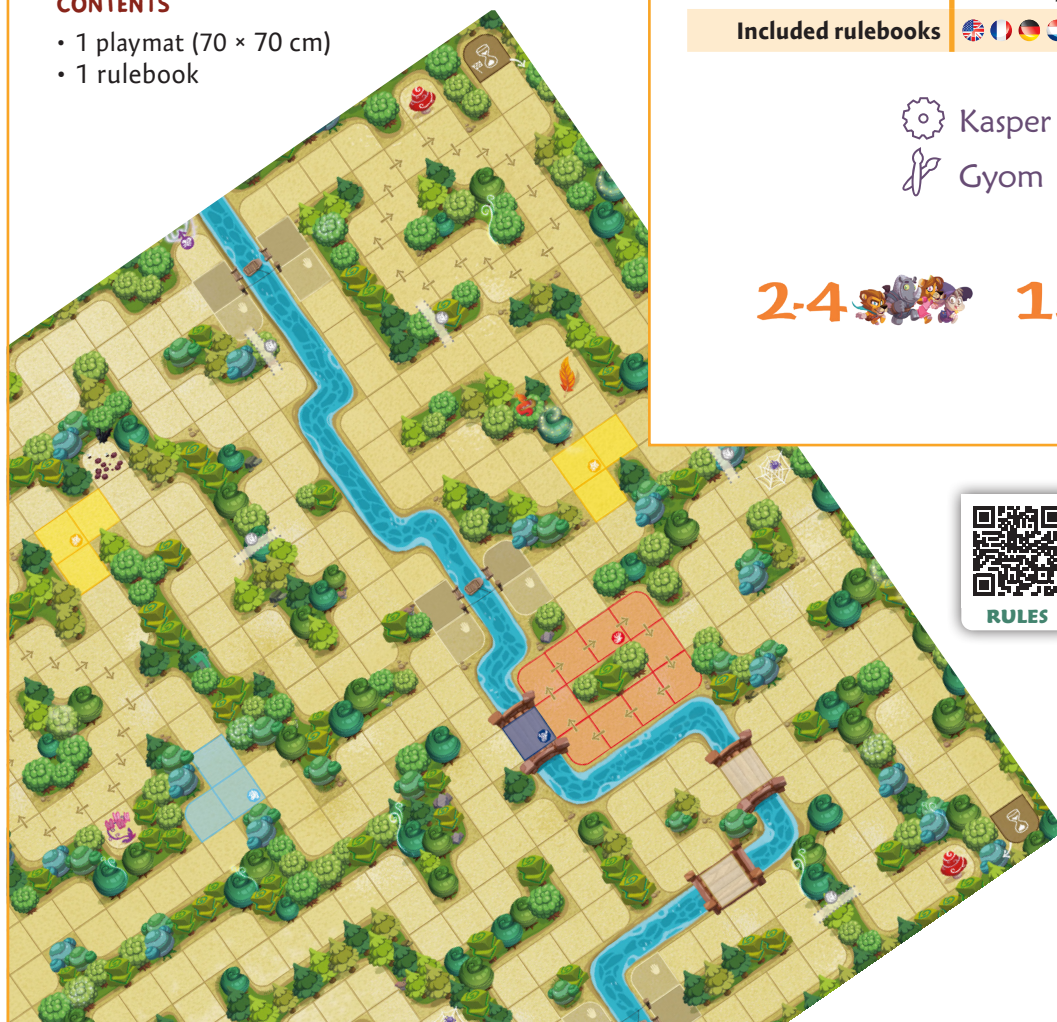 CONTENTS
• 1 playmat (70 × 70 cm)
• 1 rulebook
Included rulebooks
Kasper
Gyom
2-4
RULES